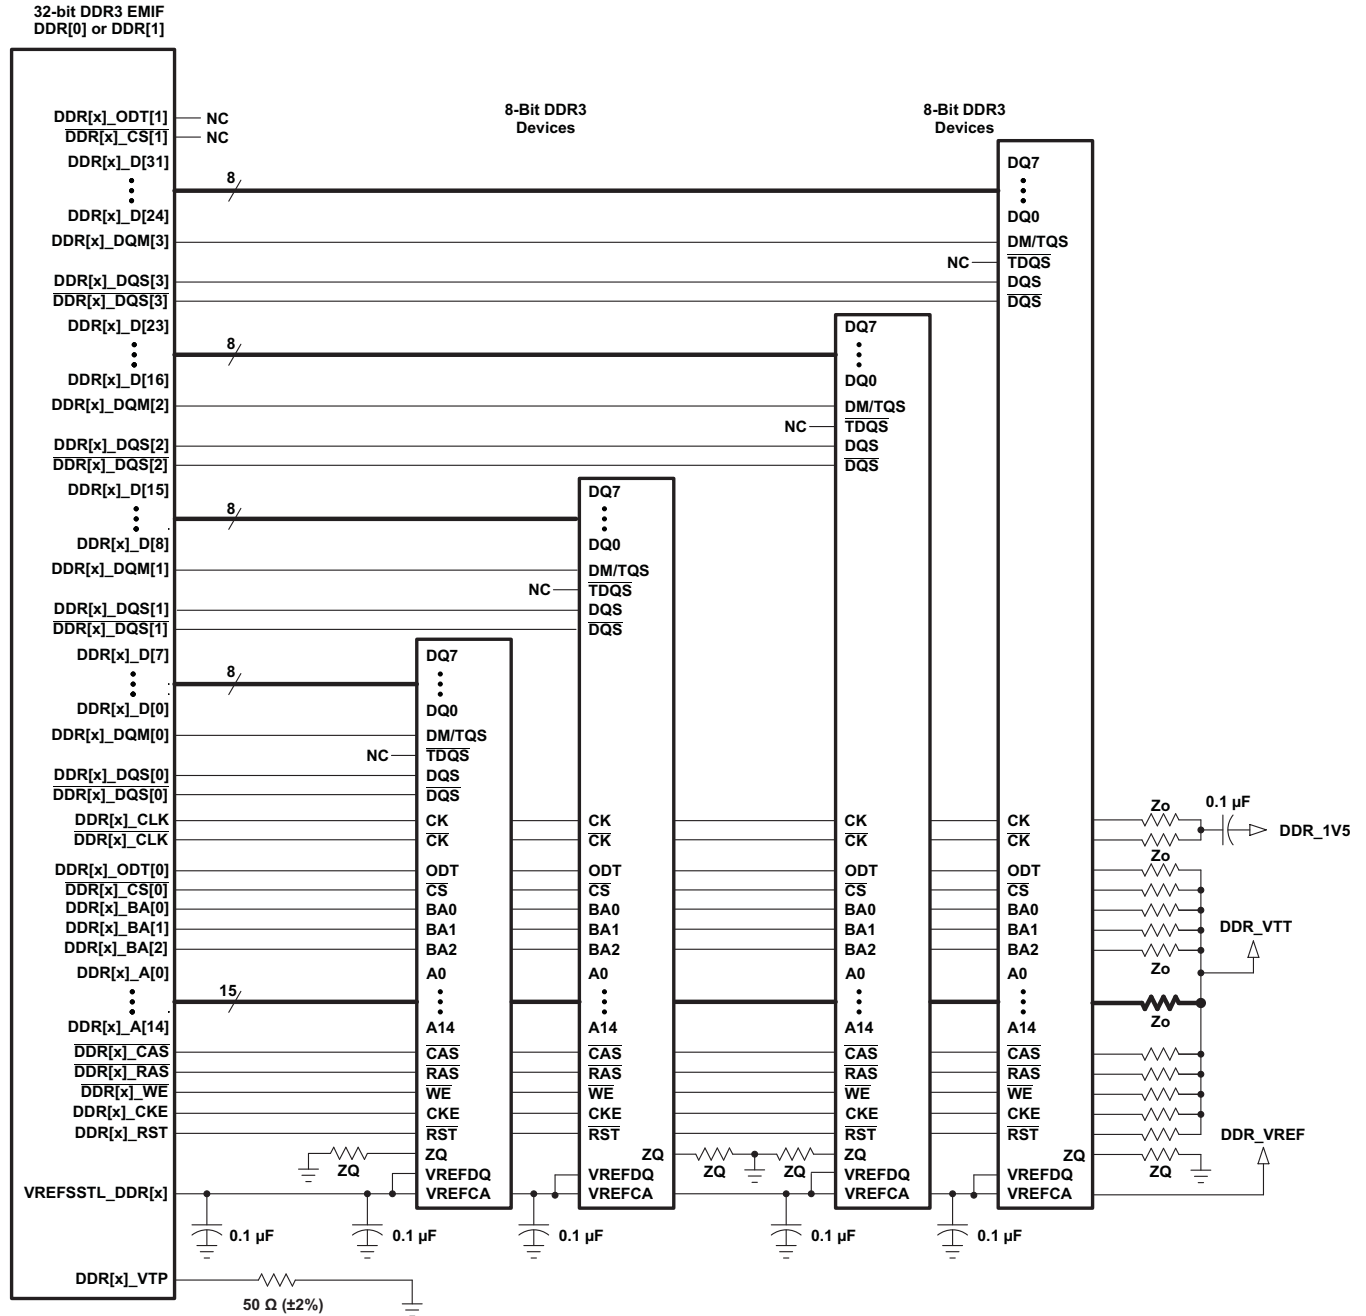 32-bit DDR3 EMIF
DDR[0] or DDR[1]
DDR[x]_ODT[1]
NC
DDR[x]_CS[1]
NC
DDR[x]_D[31]
8
DDR[x]_D[24]
DDR[x]_DQM[3]
DDR[x]_DQS[3]
DDR[x]_DQS[3]
DDR[x]_D[23]
8
DDR[x]_D[16]
DDR[x]_DQM[2]
DDR[x]_DQS[2]
DDR[x]_DQS[2]
DDR[x]_D[15]
8
DDR[x]_D[8]
DDR[x]_DQM[1]
DDR[x]_DQS[1]
DDR[x]_DQS[1]
DDR[x]_D[7]
8
DDR[x]_D[0]
DDR[x]_DQM[0]
DDR[x]_DQS[0]
DDR[x]_DQS[0]
DDR[x]_CLK
DDR[x]_CLK
DDR[x]_ODT[0]
DDR[x]_CS[0]
DDR[x]_BA[0]
DDR[x]_BA[1]
DDR[x]_BA[2]
DDR[x]_A[0]
15
DDR[x]_A[14]
DDR[x]_CAS
DDR[x]_RAS
DDR[x]_WE
DDR[x]_CKE
DDR[x]_RST
VREFSSTL_DDR[x]
0.1 µF
DDR[x]_VTP
50 Ω (±2%)
8-Bit DDR3
Devices
DQ7
DQ0
DM/TQS
NC
TDQS
DQS
DQS
CK
CK
ODT
CS
BA0
BA1
BA2
A0
A14
CAS
RAS
WE
CKE
RST
ZQ
ZQ
VREFDQ
VREFCA
0.1 µF
DQ7
DQ0
DM/TQS
NC
TDQS
DQS
DQS
CK
CK
ODT
CS
BA0
BA1
BA2
A0
A14
CAS
RAS
WE
CKE
RST
ZQ
ZQ
VREFDQ
VREFCA
0.1 µF
8-Bit DDR3
Devices
DQ7
DQ0
DM/TQS
NC
TDQS
DQS
DQS
CK
CK
ODT
CS
BA0
BA1
BA2
A0
A14
CAS
RAS
WE
CKE
RST
ZQ
ZQ
VREFDQ
VREFCA
0.1 µF
DQ7
DQ0
DM/TQS
NC
TDQS
DQS
DQS
CK
CK
ODT
CS
BA0
BA1
BA2
A0
A14
CAS
RAS
WE
CKE
RST
ZQ
ZQ
VREFDQ
VREFCA
0.1 µF
Zo
0.1 µF
DDR_1V5
Zo
DDR_VTT
Zo
Zo
DDR_VREF